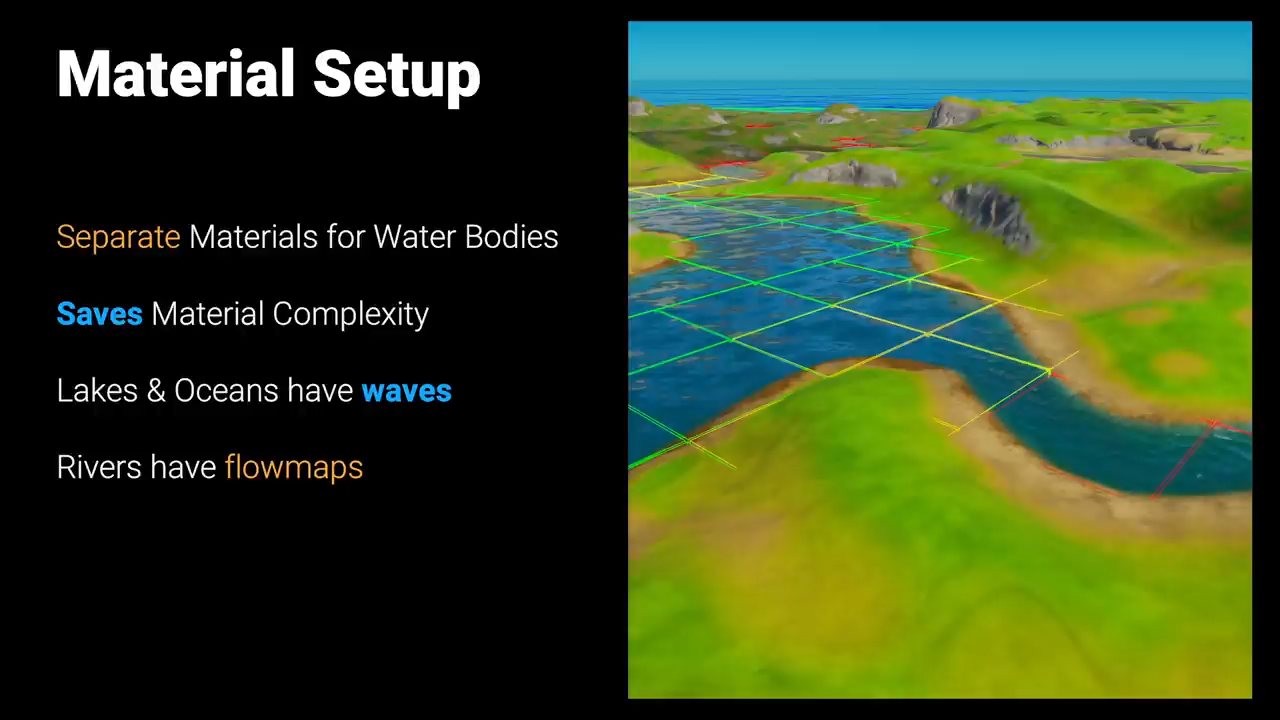 Material Setup
Separate Materials for Water Bodies
Saves Material Complexity
Lakes & Oceans have waves
Rivers have flowmaps